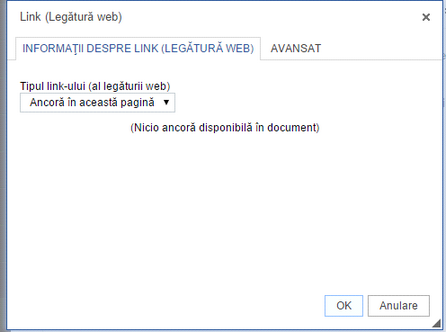 Link (Legătură web)
INFORMAŢII DESPRE LINK (LEGĂTURĂ WEB) AVANSAT
Tipul link-ului (al legăturii web)
Ancoră în această pagină
(Nicio ancoră disponibilă în document)
OK Anulare